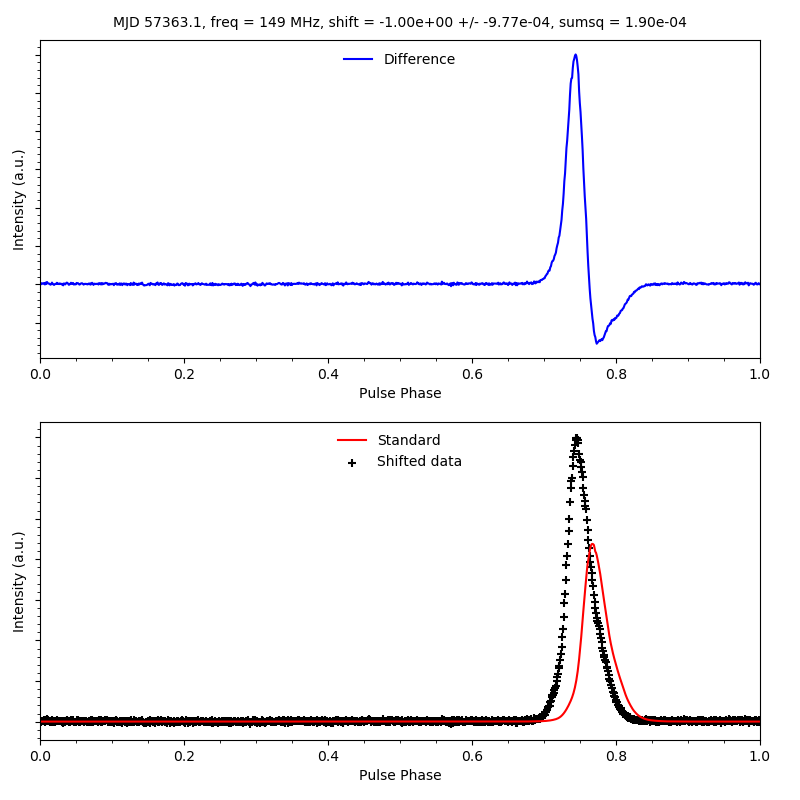 MJD 57363.1, freq = 149 MHz, shift = -1.00e+00 +/- -9.77e-04, sumsq = 1.90e-04
Difference
Intensity (a.u.)
0.0 0.2 0.4 0.6 0.8 1.0
Pulse Phase
Standard
Shifted data
Intensity (a.u.)
0.0 0.2 0.4 0.6 0.8 1.0
Pulse Phase